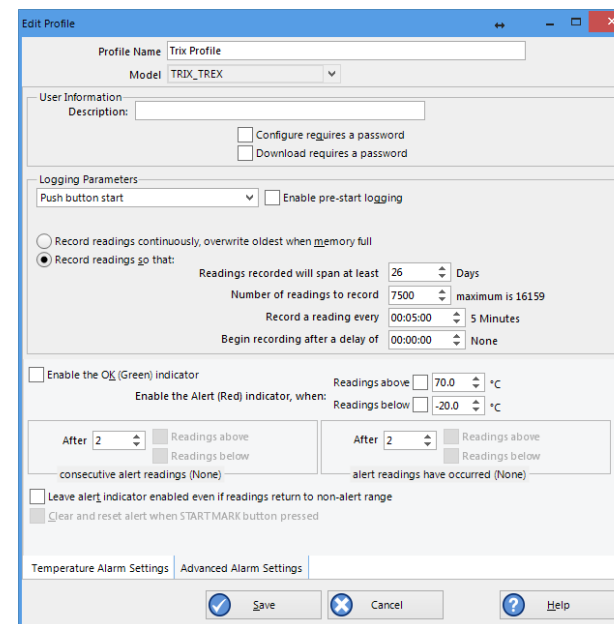 Edit Profile
Profile Name Trix Profile
Model TRIX_TREX
User Information
Description:
Configure requires a password
Download requires a password
Logging Parameters
Push button start Enable pre-start logging
Record readings continuously, overwrite oldest when memory full
Record readings so that:
Readings recorded will span at least 26 Days
Number of readings to record 7500 maximum is 16159
Record a reading every 00:05:00 5 Minutes
Begin recording after a delay of 00:00:00 None
Enable the OK (Green) indicator
Enable the Alert (Red) indicator, when: Readings above 70.0 °C
Readings below -20.0 °C
After 2 Readings above
Readings below
consecutive alert readings (None)
After 2 Readings above
Readings below
alert readings have occurred (None)
Leave alert indicator enabled even if readings return to non-alert range
Clear and reset alert when START MARK button pressed
Temperature Alarm Settings Advanced Alarm Settings
Save Cancel Help